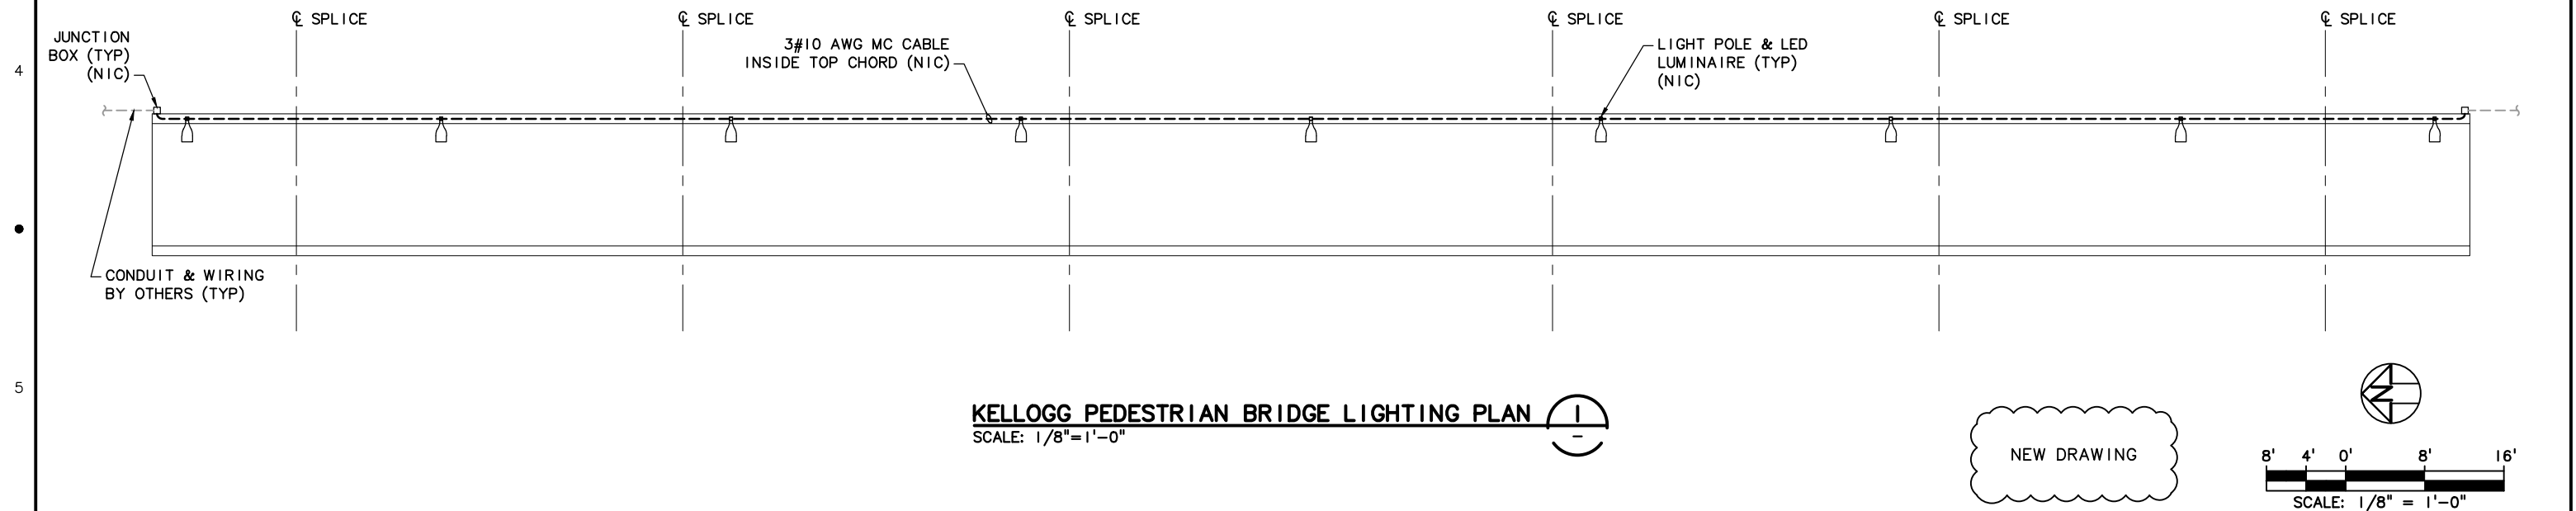 ℄ SPLICE
℄ SPLICE
℄ SPLICE
℄ SPLICE
℄ SPLICE
℄ SPLICE
JUNCTION
BOX (TYP)
(NIC)
3#10 AWG MC CABLE
INSIDE TOP CHORD (NIC)
LIGHT POLE & LED
LUMINAIRE (TYP)
(NIC)
4
CONDUIT & WIRING
BY OTHERS (TYP)
5
KELLOGG PEDESTRIAN BRIDGE LIGHTING PLAN
SCALE: 1/8"=1'-0"
1
-
NEW DRAWING
N
8' 4' 0' 8' 16'
SCALE: 1/8" = 1'-0"